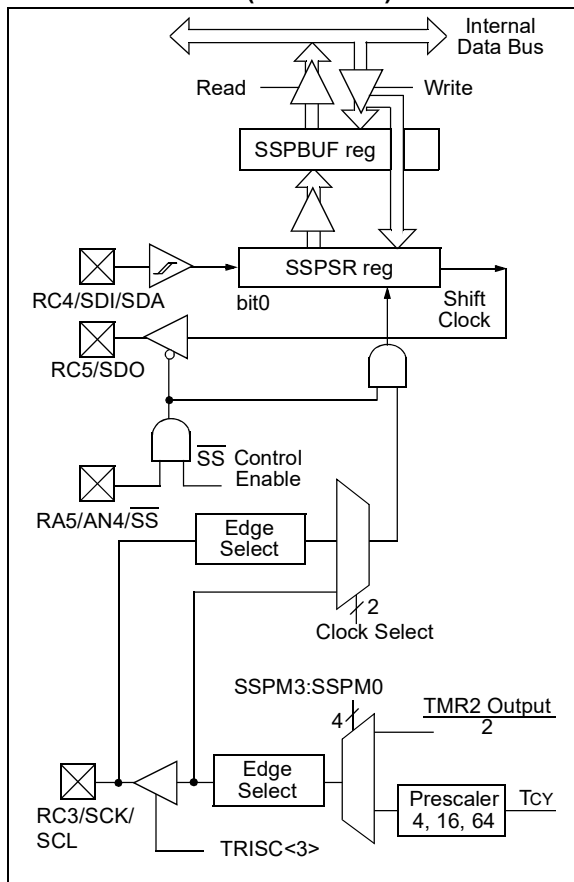 Internal
Data Bus
Read
Write
SSPBUF reg
SSPSR reg
RC4/SDI/SDA
bit0
Shift
Clock
RC5/SDO
SS Control
Enable
RA5/AN4/SS
Edge
Select
2
Clock Select
SSPM3:SSPM0
4
TMR2 Output
2
Edge
Select
Prescaler
4, 16, 64
TCY
RC3/SCK/
SCL
TRISC<3>